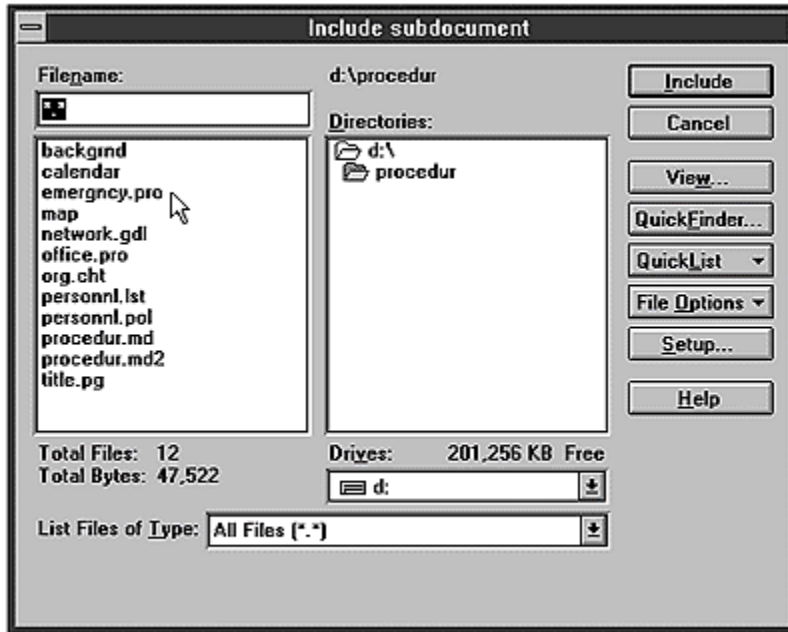 Include subdocument
Filename:
*.*
backgrnd
calendar
emergncy.pro
map
network.gdl
office.pro
org.cht
personnl.lst
personnl.pol
procedur.md
procedur.md2
title.pg
Total Files: 12
Total Bytes: 47,522
d:\procedur
Directories:
d:\
procedur
Drives: 201,256 KB Free
d:
List Files of Type: All Files (*.*)
Include
Cancel
View...
QuickFinder...
QuickList
File Options
Setup...
Help